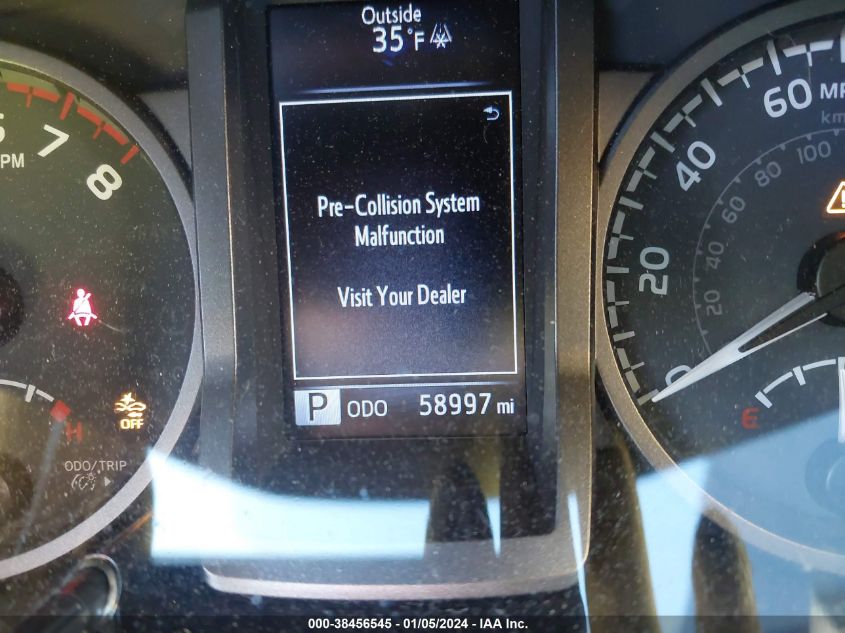 Outside
35°F
Pre-Collision System
Malfunction
Visit Your Dealer
P ODO 58997 mi
7
8
OFF
H
ODO/TRIP
60
40
20
0
100
80
60
40
20
E
000-38456545 - 01/05/2024 - IAA Inc.